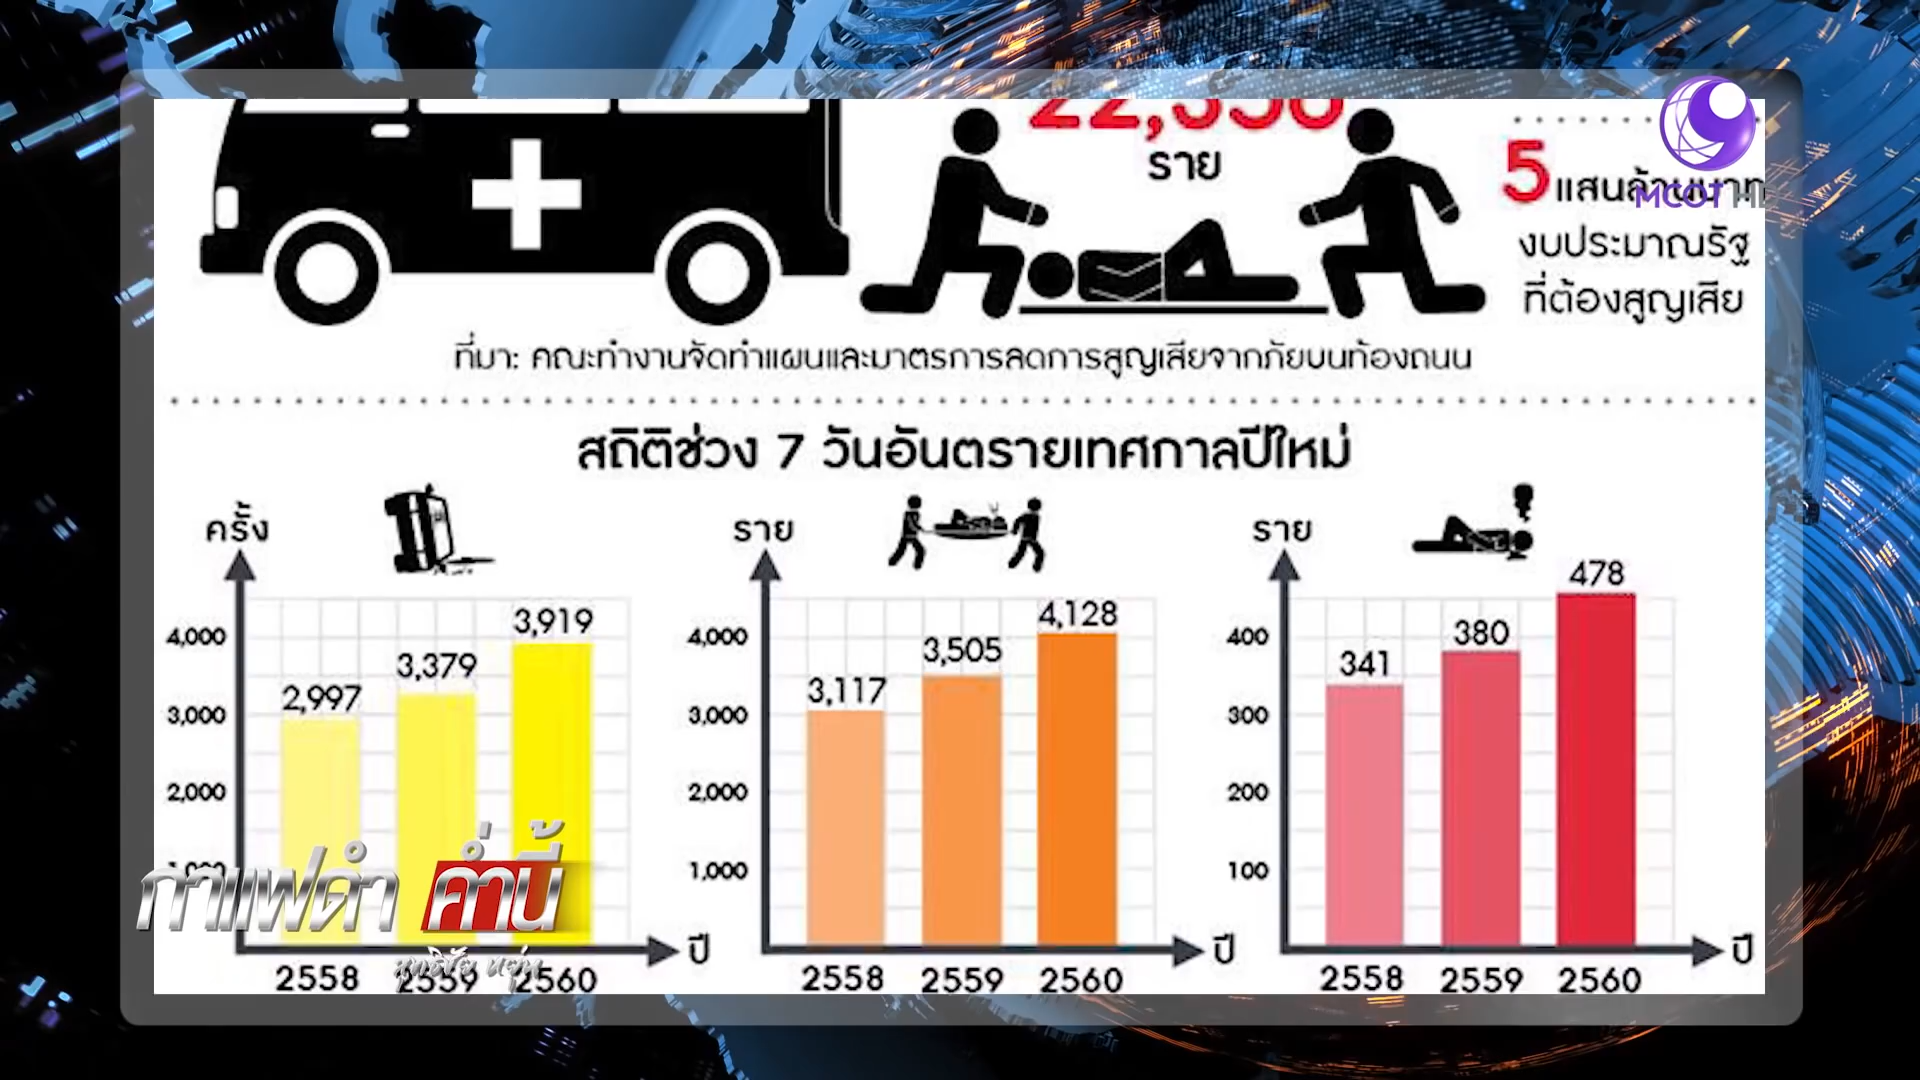 ราย
5 แสนล้านบาท
งบประมาณรัฐ
ที่ต้องสูญเสีย
MCOT HD
ที่มา: คณะทำงานจัดทำแผนและมาตรการลดการสูญเสียจากภัยบนท้องถนน
สถิติช่วง 7 วันอันตรายเทศกาลปีใหม่
ครั้ง
4,000
3,000
2,000
2,997
3,379
3,919
2558
2559
2560
ปี
ราย
4,000
3,000
2,000
1,000
3,117
3,505
4,128
2558
2559
2560
ปี
ราย
400
300
200
100
341
380
478
2558
2559
2560
ปี
กาแฟดำ ค่ำนี้